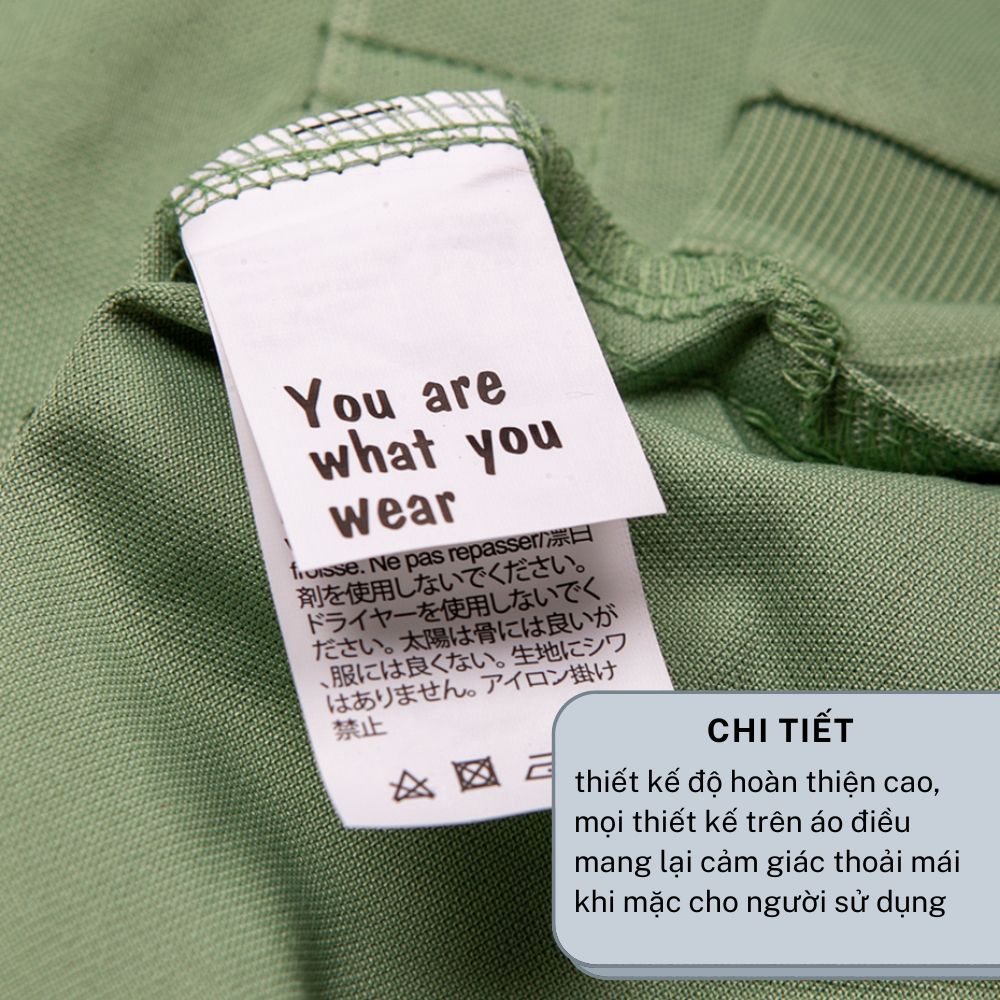 You are
what you
wear
froisse. Ne pas repasser/漂白
剤を使用しないでください。
ドライヤーを使用しないでく
ださい。太陽は骨には良いが
、服には良くない。生地にシワ
はありません。アイロン掛け
禁止
CHI TIẾT
thiết kế độ hoàn thiện cao,
mọi thiết kế trên áo điều
mang lại cảm giác thoải mái
khi mặc cho người sử dụng